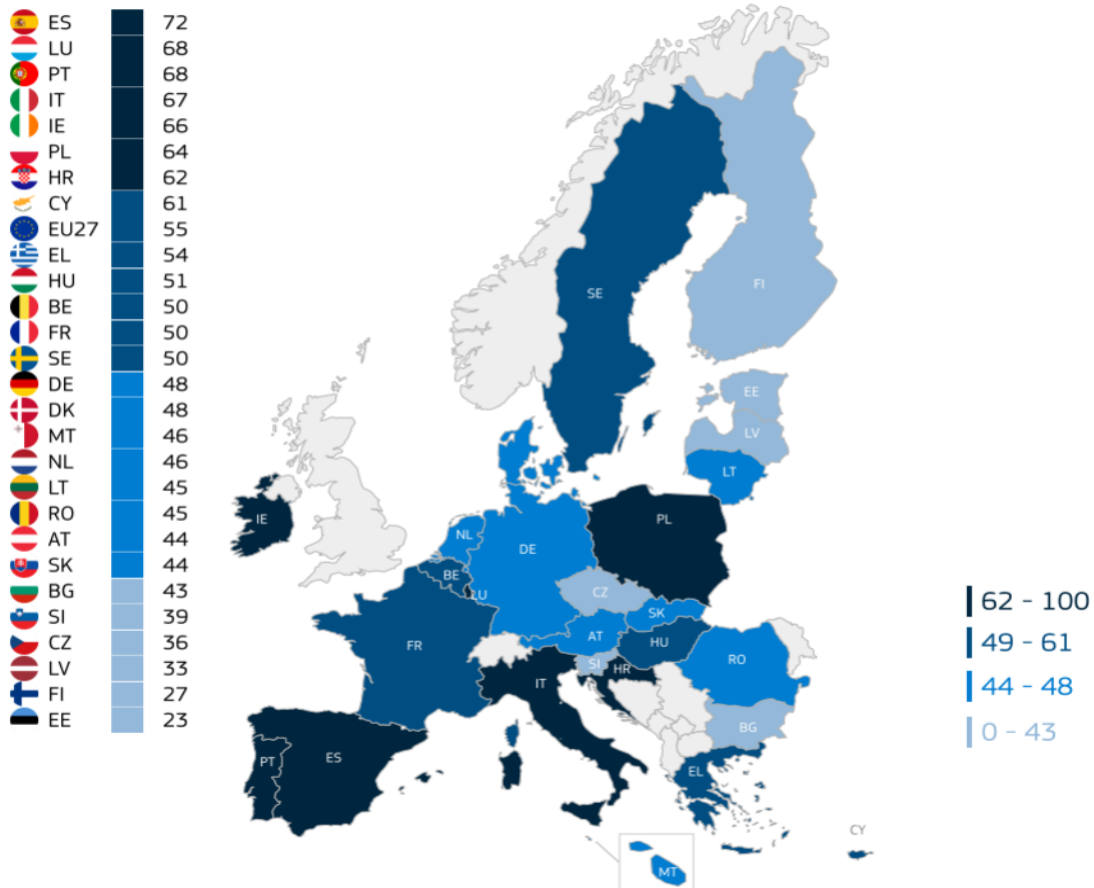 ES 72
LU 68
PT 68
IT 67
IE 66
PL 64
HR 62
CY 61
EU27 55
EL 54
HU 51
BE 50
FR 50
SE 50
DE 48
DK 48
MT 46
NL 46
LT 45
RO 45
AT 44
SK 44
BG 43
SI 39
CZ 36
LV 33
FI 27
EE 23
FI
SE
EE
LV
LT
IE
PL
NL
DE
BE
LU
CZ
SK
AT
HU
FR
RO
SI
HR
IT
BG
PT
ES
EL
CY
MT
62 - 100
49 - 61
44 - 48
0 - 43